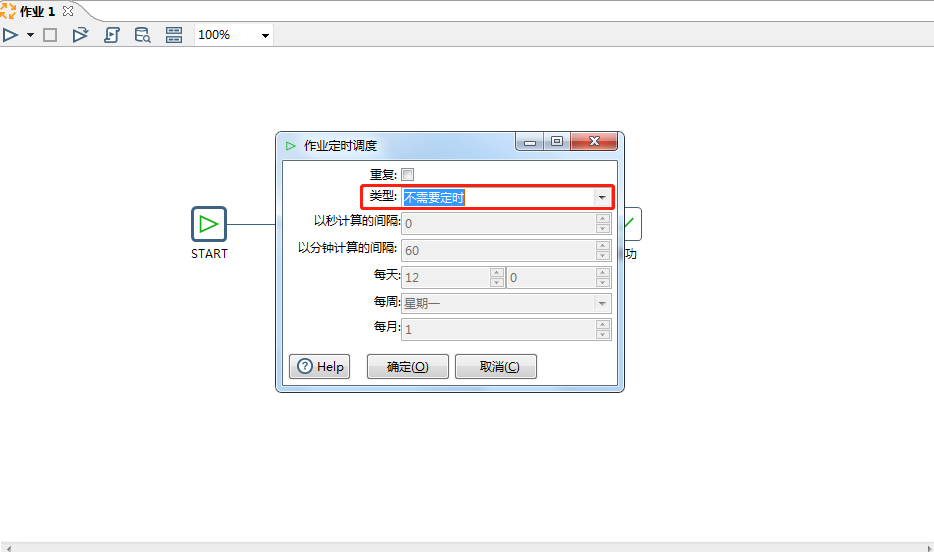 作业 1
100%
作业定时调度
重复:
类型: 不需要定时
以秒计算的间隔: 0
以分钟计算的间隔: 60
每天: 12 0
每周: 星期一
每月: 1
Help 确定(O) 取消(C)
START
功